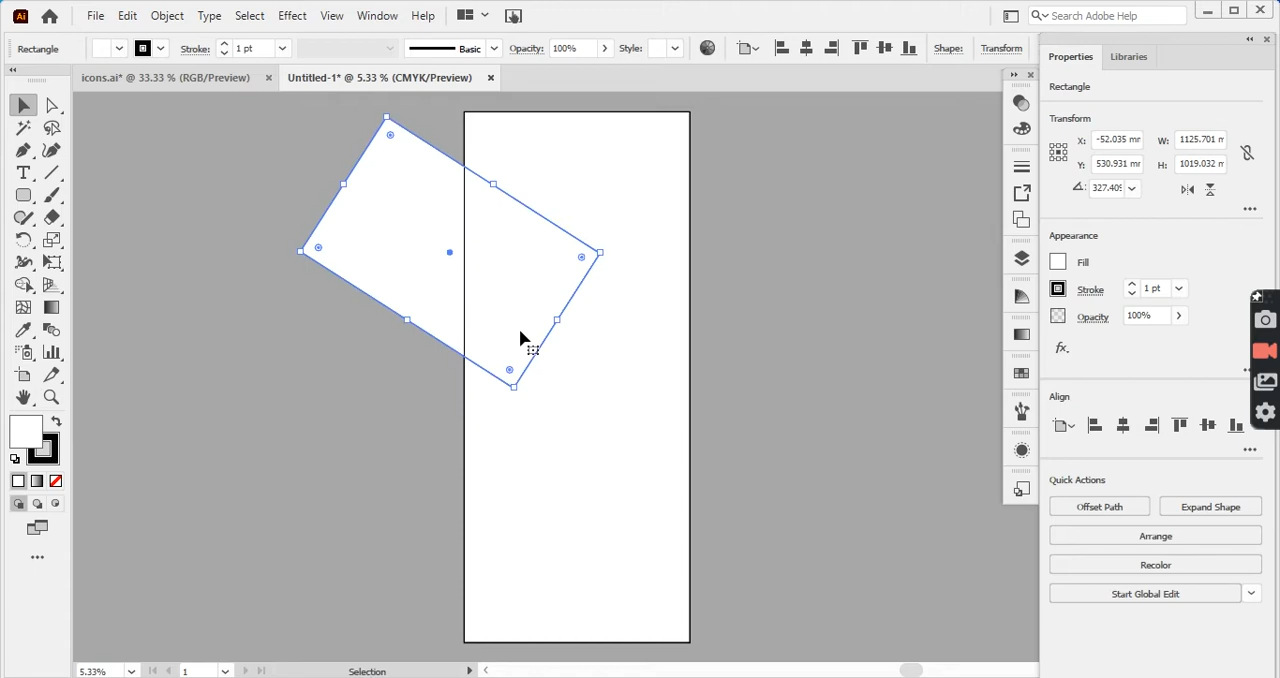 Ai File Edit Object Type Select Effect View Window Help Search Adobe Help
Rectangle Stroke: 1 pt Basic Opacity: 100% Style: Shape: Transform
icons.ai* @ 33.33 % (RGB/Preview) × Untitled-1* @ 5.33 % (CMYK/Preview) ×
Properties Libraries
Rectangle
Transform
X: -52.035 mr W: 1125.701 m
Y: 530.931 mr H: 1019.032 m
327.409
Appearance
Fill
Stroke 1 pt
Opacity 100%
fx.
Align
Quick Actions
Offset Path Expand Shape
Arrange
Recolor
Start Global Edit
5.33% 1 Selection